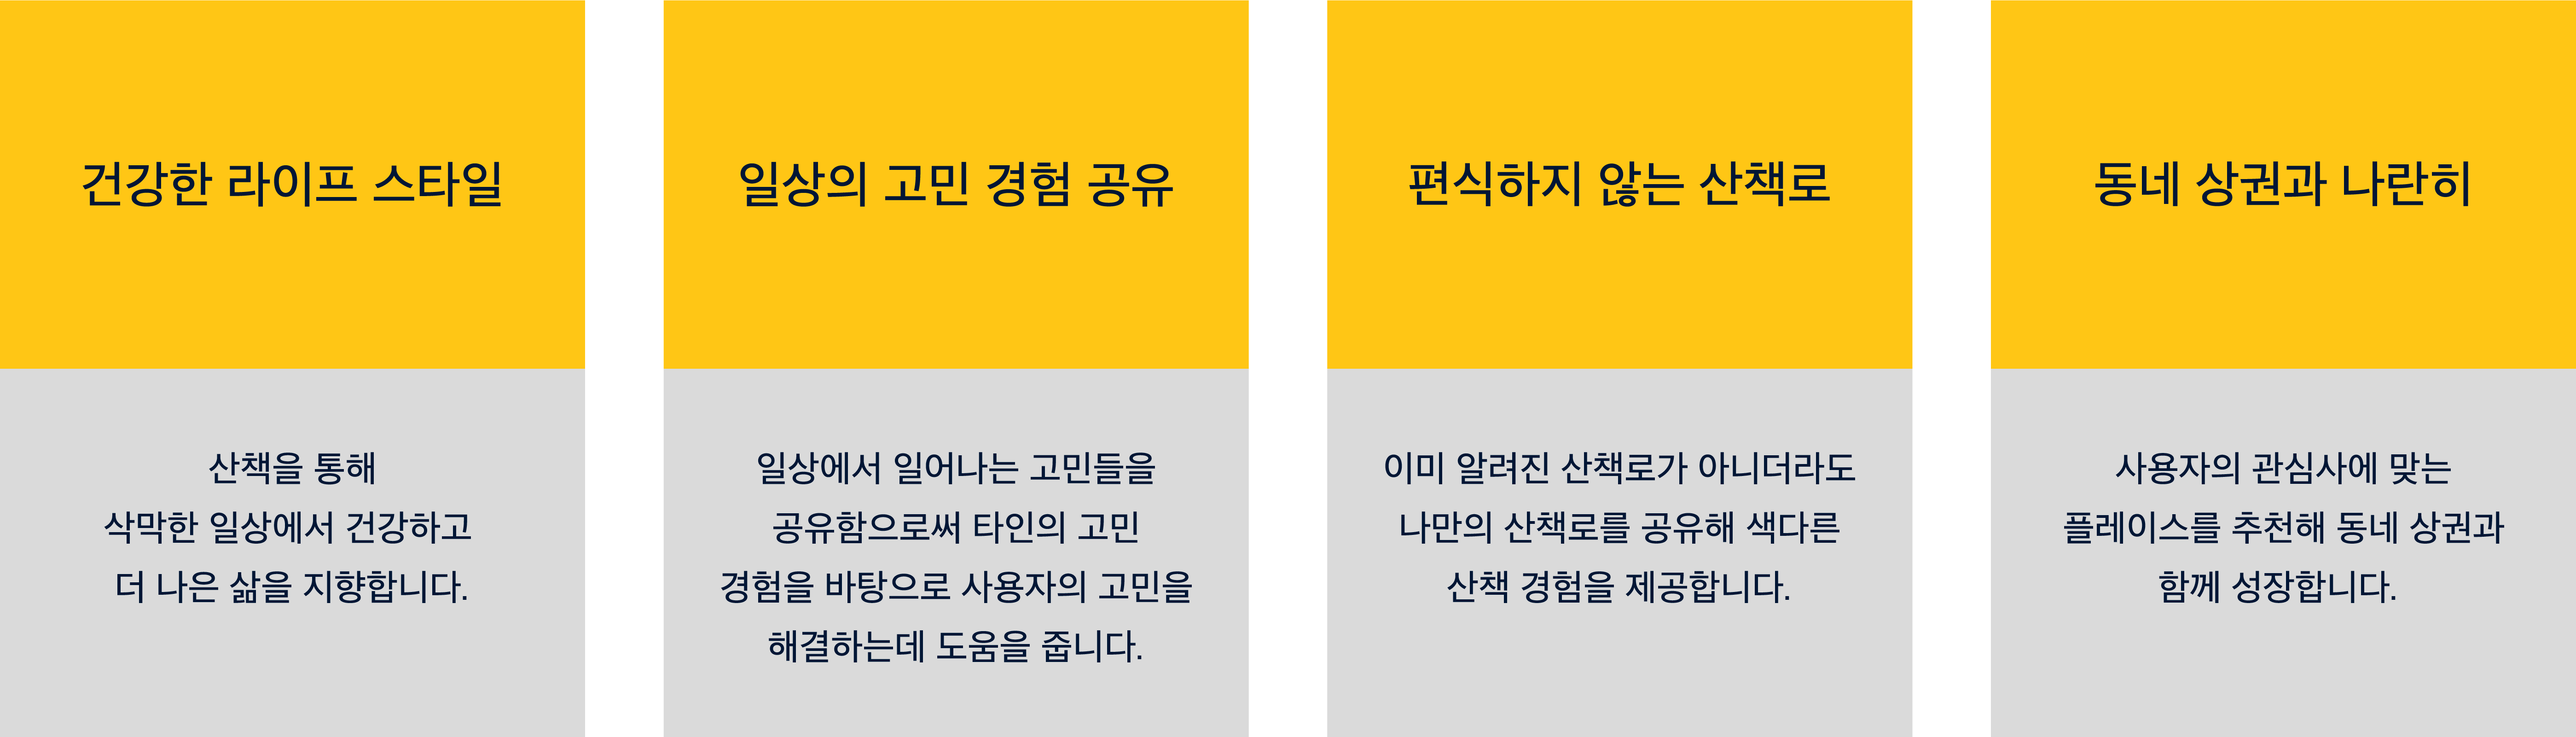 건강한 라이프 스타일
산책을 통해
삭막한 일상에서 건강하고
더 나은 삶을 지향합니다.
일상의 고민 경험 공유
일상에서 일어나는 고민들을
공유함으로써 타인의 고민
경험을 바탕으로 사용자의 고민을
해결하는데 도움을 줍니다.
편식하지 않는 산책로
이미 알려진 산책로가 아니더라도
나만의 산책로를 공유해 색다른
산책 경험을 제공합니다.
동네 상권과 나란히
사용자의 관심사에 맞는
플레이스를 추천해 동네 상권과
함께 성장합니다.